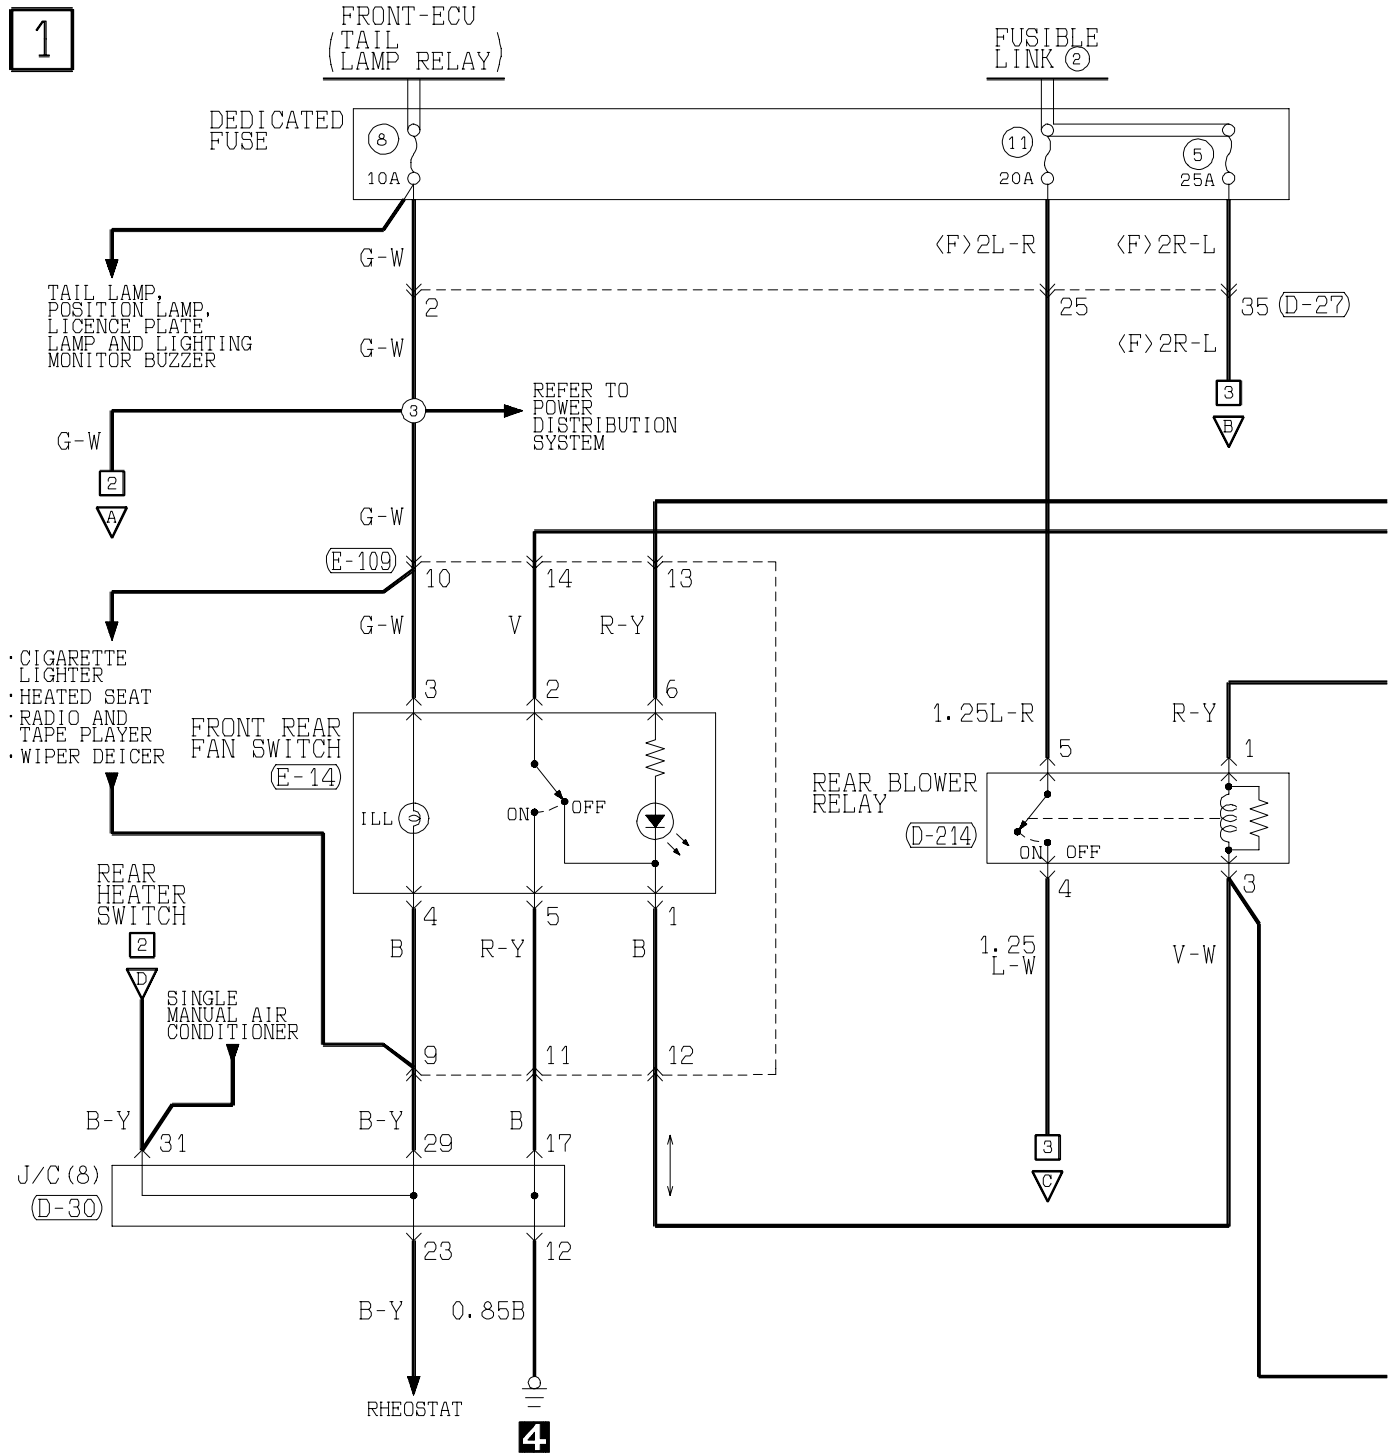 1
FRONT-ECU
(TAIL
LAMP RELAY)
FUSIBLE
LINK ②
DEDICATED
FUSE
8
10A
11
20A
5
25A
G-W
<F>2L-R
<F>2R-L
TAIL LAMP,
POSITION LAMP,
LICENCE PLATE
LAMP AND LIGHTING
MONITOR BUZZER
2
25
35
D-27
G-W
<F>2R-L
3
B
3
REFER TO
POWER
DISTRIBUTION
SYSTEM
G-W
2
A
G-W
E-109
10
14
13
G-W
V
R-Y
·CIGARETTE
LIGHTER
·HEATED SEAT
·RADIO AND
TAPE PLAYER
·WIPER DEICER
3
2
6
FRONT REAR
FAN SWITCH
E-14
ILL
ON
OFF
1.25L-R
R-Y
5
1
REAR BLOWER
RELAY
D-214
ON
OFF
REAR
HEATER
SWITCH
2
D
SINGLE
MANUAL AIR
CONDITIONER
4
5
1
B
R-Y
B
4
3
1.25
L-W
V-W
9
11
12
B-Y
B-Y
B
31
29
17
3
C
J/C(8)
D-30
23
12
B-Y
0.85B
RHEOSTAT
4